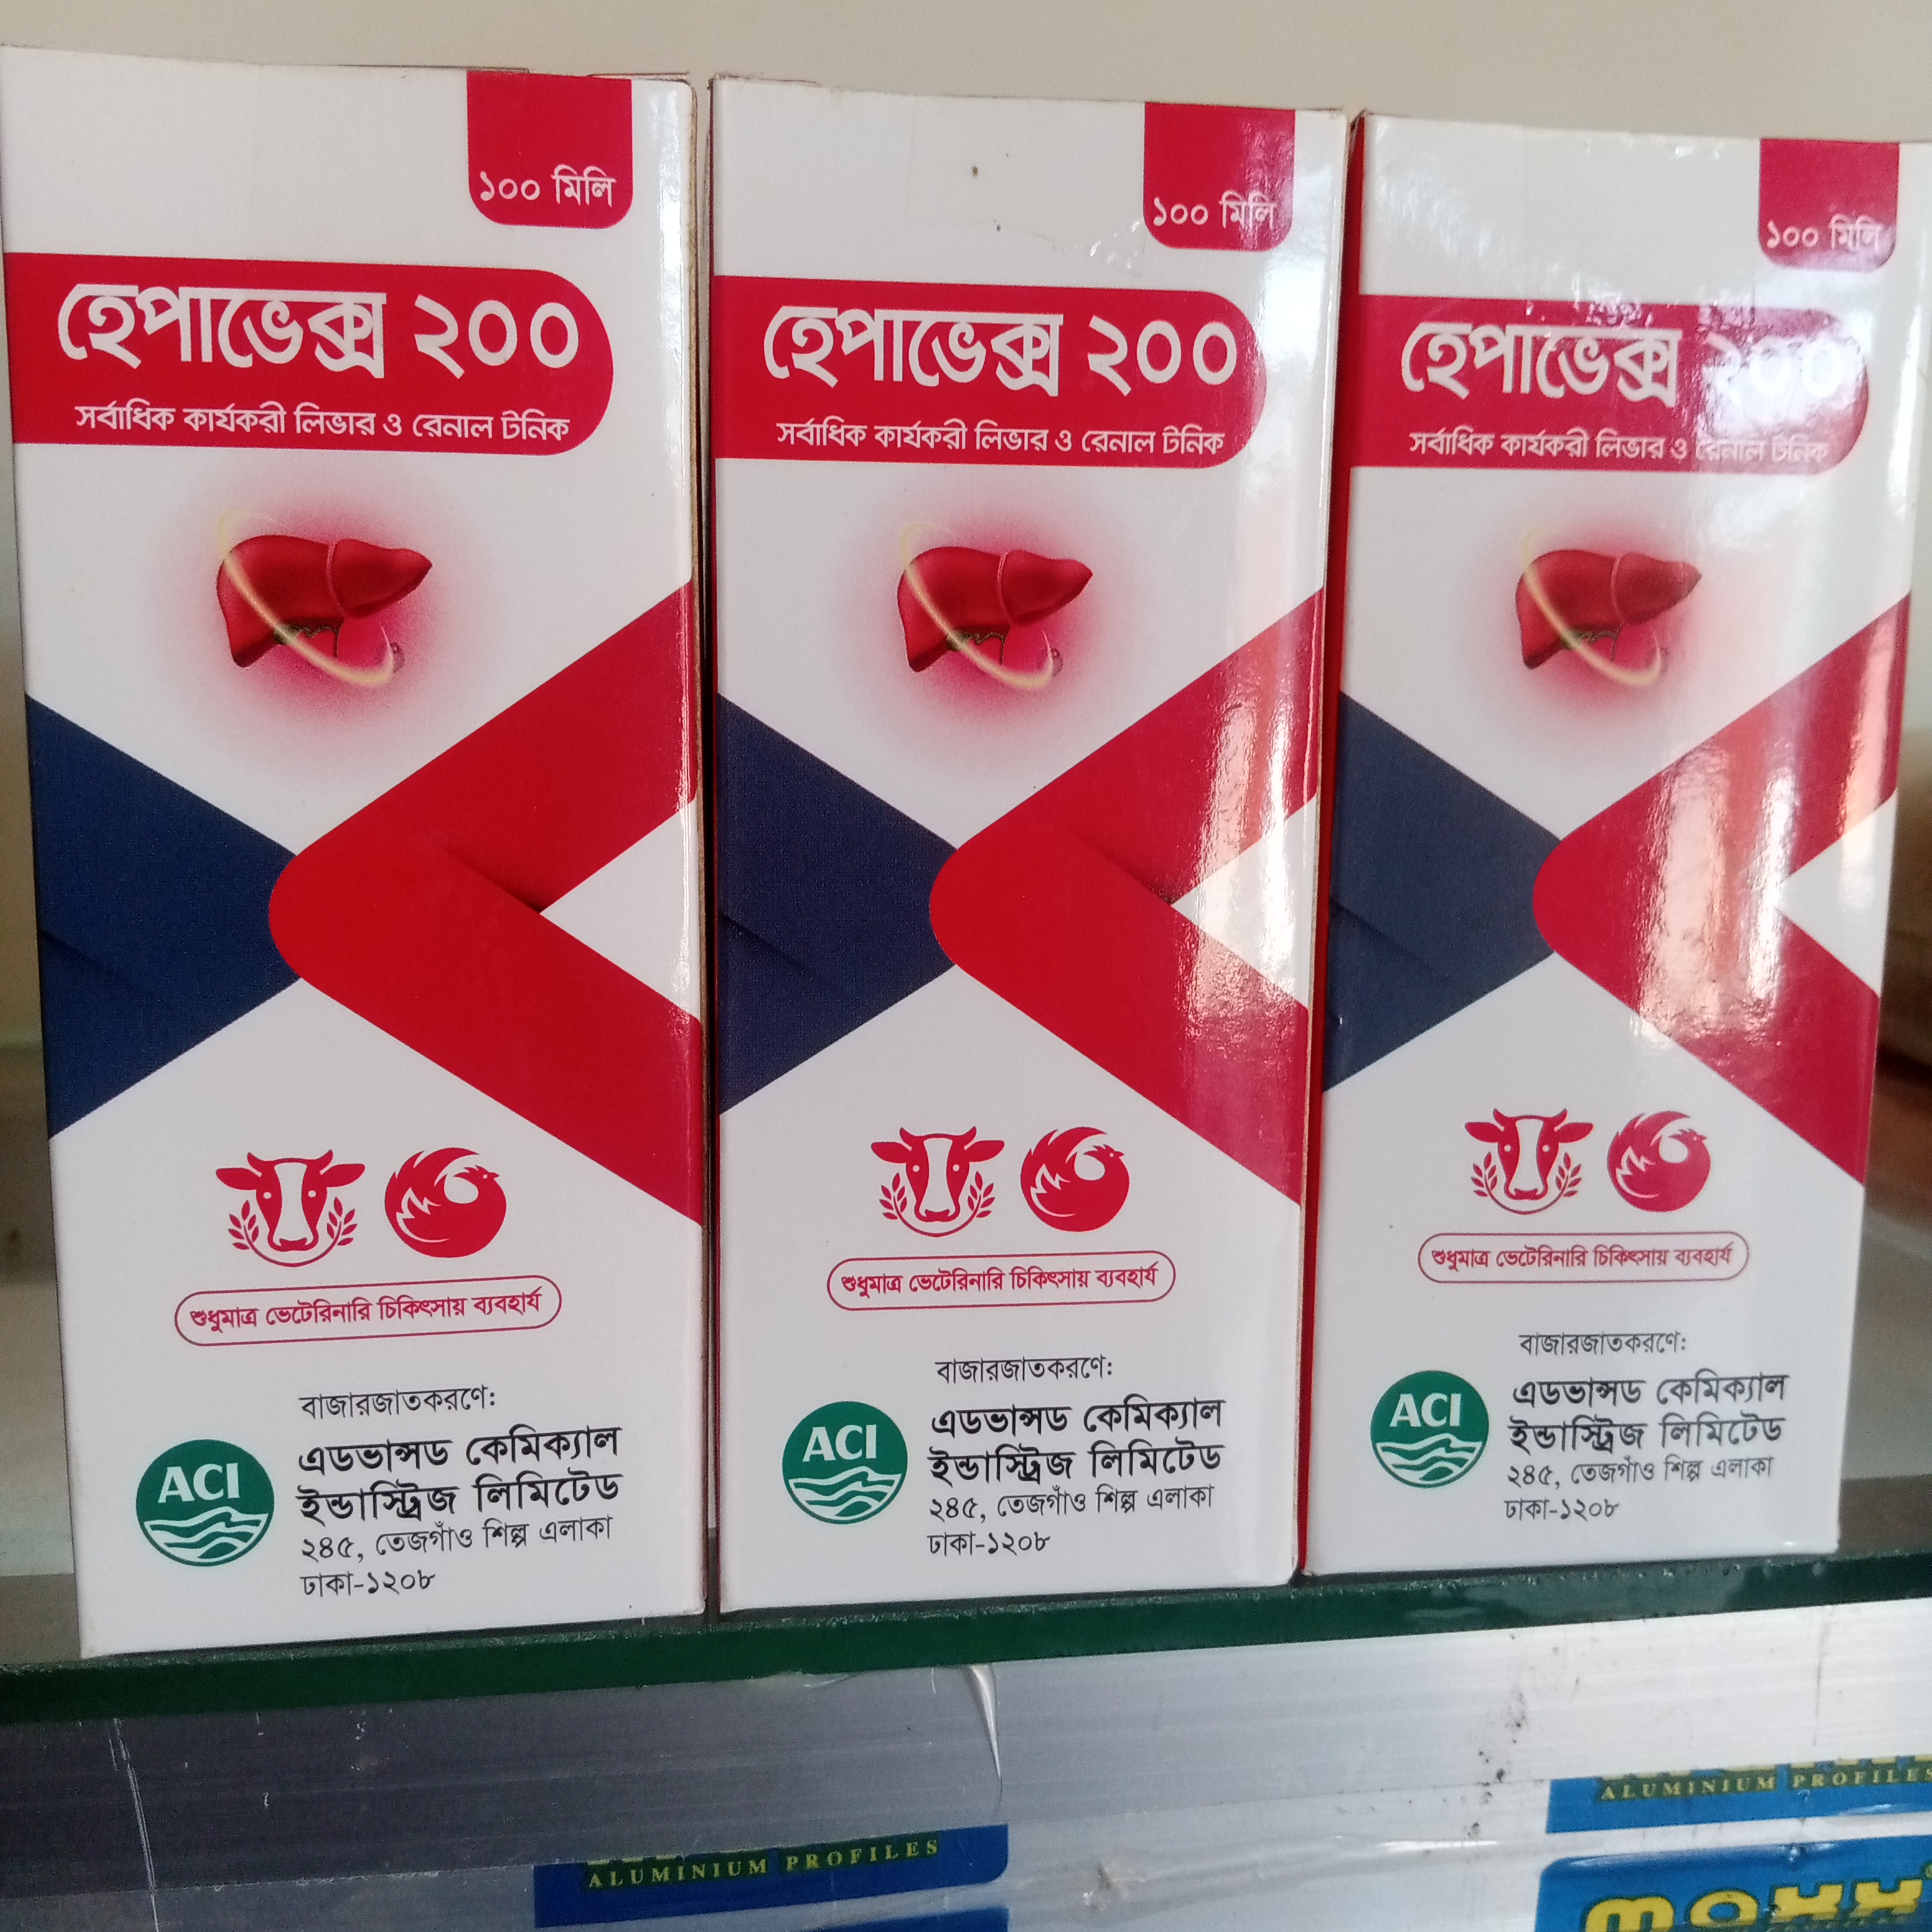 ১০০ মিলি
হেপাভেক্স ২০০
সর্বাধিক কার্যকরী লিভার ও রেনাল টনিক
শুধুমাত্র ভেটেরিনারি চিকিৎসায় ব্যবহার্য
বাজারজাতকরণে:
ACI
এডভান্সড কেমিক্যাল
ইন্ডাস্ট্রিজ লিমিটেড
২৪৫, তেজগাঁও শিল্প এলাকা
ঢাকা-১২০৮
১০০ মিলি
হেপাভেক্স ২০০
সর্বাধিক কার্যকরী লিভার ও রেনাল টনিক
শুধুমাত্র ভেটেরিনারি চিকিৎসায় ব্যবহার্য
বাজারজাতকরণে:
ACI
এডভান্সড কেমিক্যাল
ইন্ডাস্ট্রিজ লিমিটেড
২৪৫, তেজগাঁও শিল্প এলাকা
ঢাকা-১২০৮
১০০ মিলি
হেপাভেক্স ২০০
সর্বাধিক কার্যকরী লিভার ও রেনাল টনিক
শুধুমাত্র ভেটেরিনারি চিকিৎসায় ব্যবহার্য
বাজারজাতকরণে:
ACI
এডভান্সড কেমিক্যাল
ইন্ডাস্ট্রিজ লিমিটেড
২৪৫, তেজগাঁও শিল্প এলাকা
ঢাকা-১২০৮
ALUMINIUM PROFILES
ALUMINIUM PROFILES